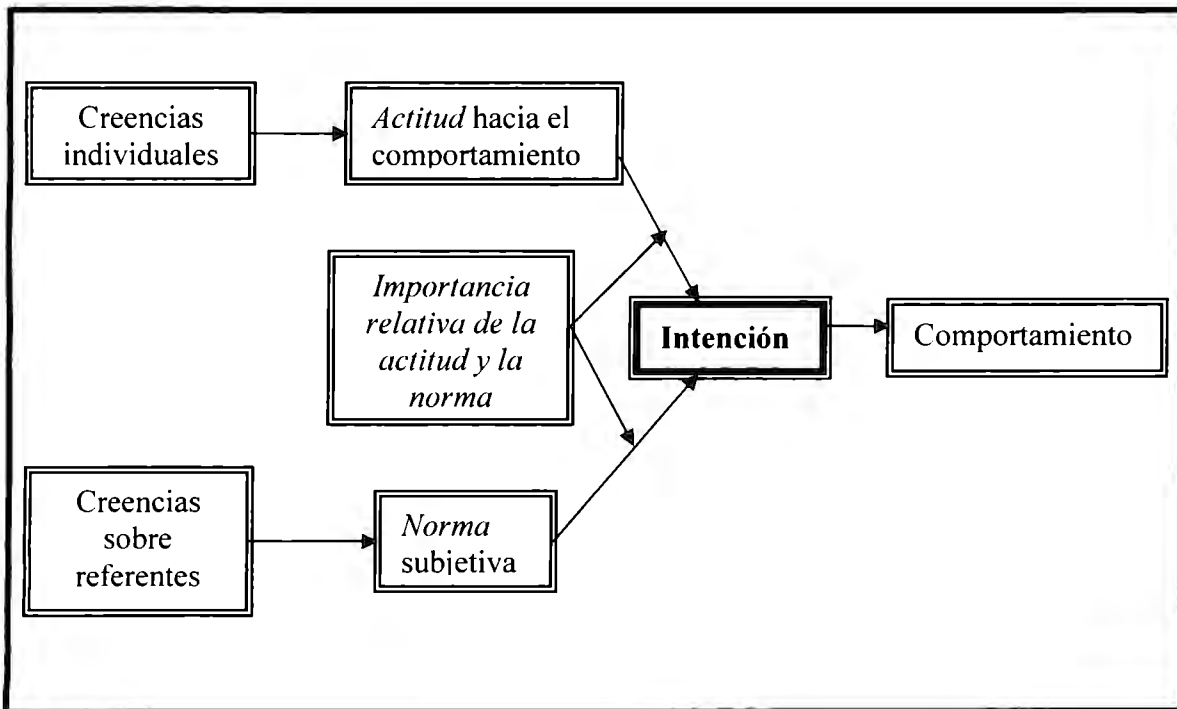 Creencias
individuales
Actitud hacia el
comportamiento
Importancia
relativa de la
actitud y la
norma
Intención
Comportamiento
Creencias
sobre
referentes
Norma
subjetiva